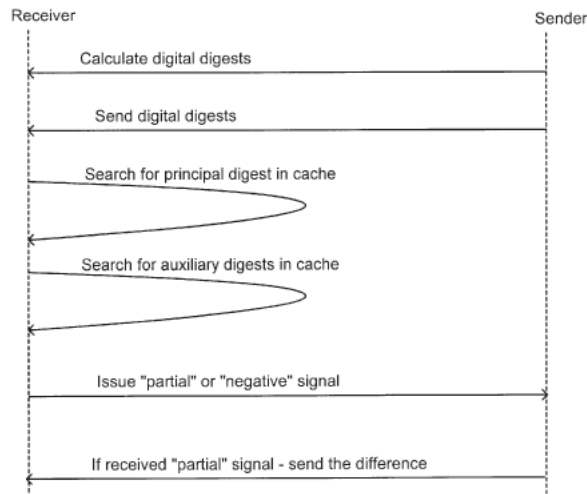 Receiver
Sender
Calculate digital digests
Send digital digests
Search for principal digest in cache
Search for auxiliary digests in cache
Issue "partial" or "negative" signal
If received "partial" signal - send the difference